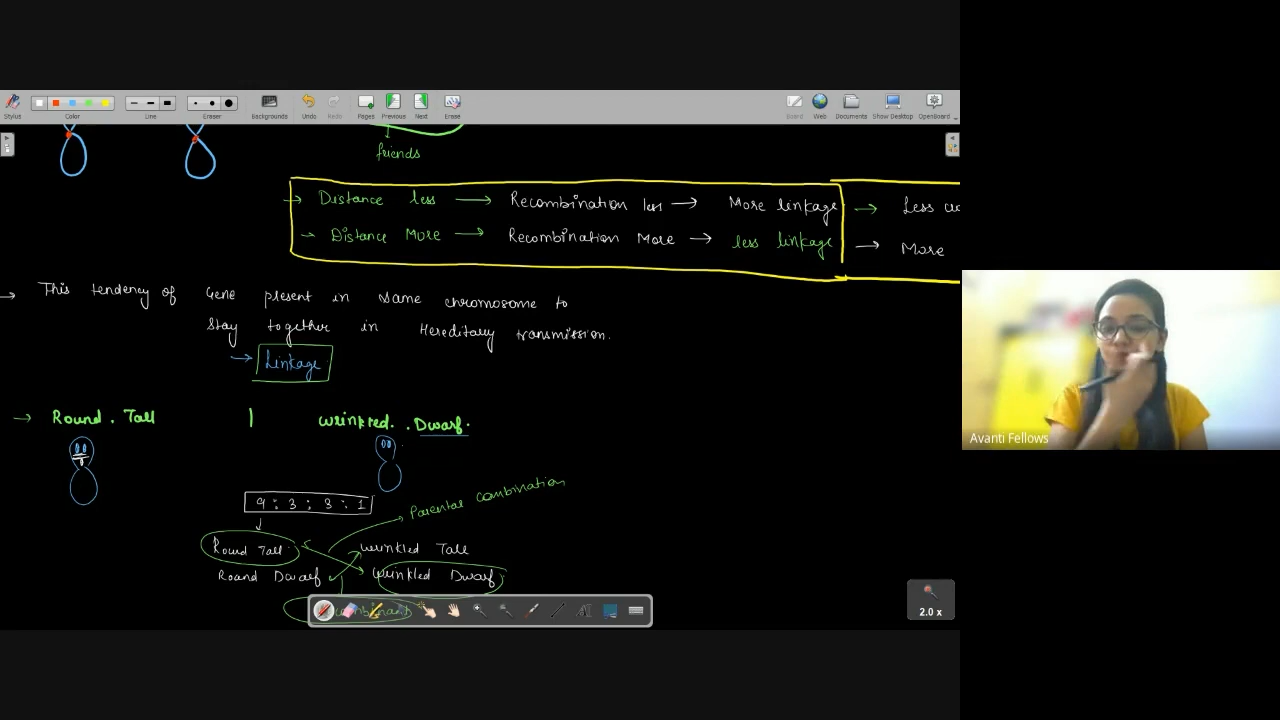 Stylus Color Line Eraser Backgrounds Undo Redo Pages Previous Next Erase Board Web Documents Show Desktop OpenBoard
friends
→ Distance less → Recombination less → More linkage → Less
→ Distance More → Recombination More → less linkage → More
→ This tendency of Gene present in same chromosome to
stay together in Hereditary transmission.
→ Linkage
→ Round . Tall | wrinkled . Dwarf.
9 : 3 : 3 : 1
Parental combination
Round Tall wrinkled Tall
Round Dwarf wrinkled Dwarf
2.0 x
Avanti Fellows